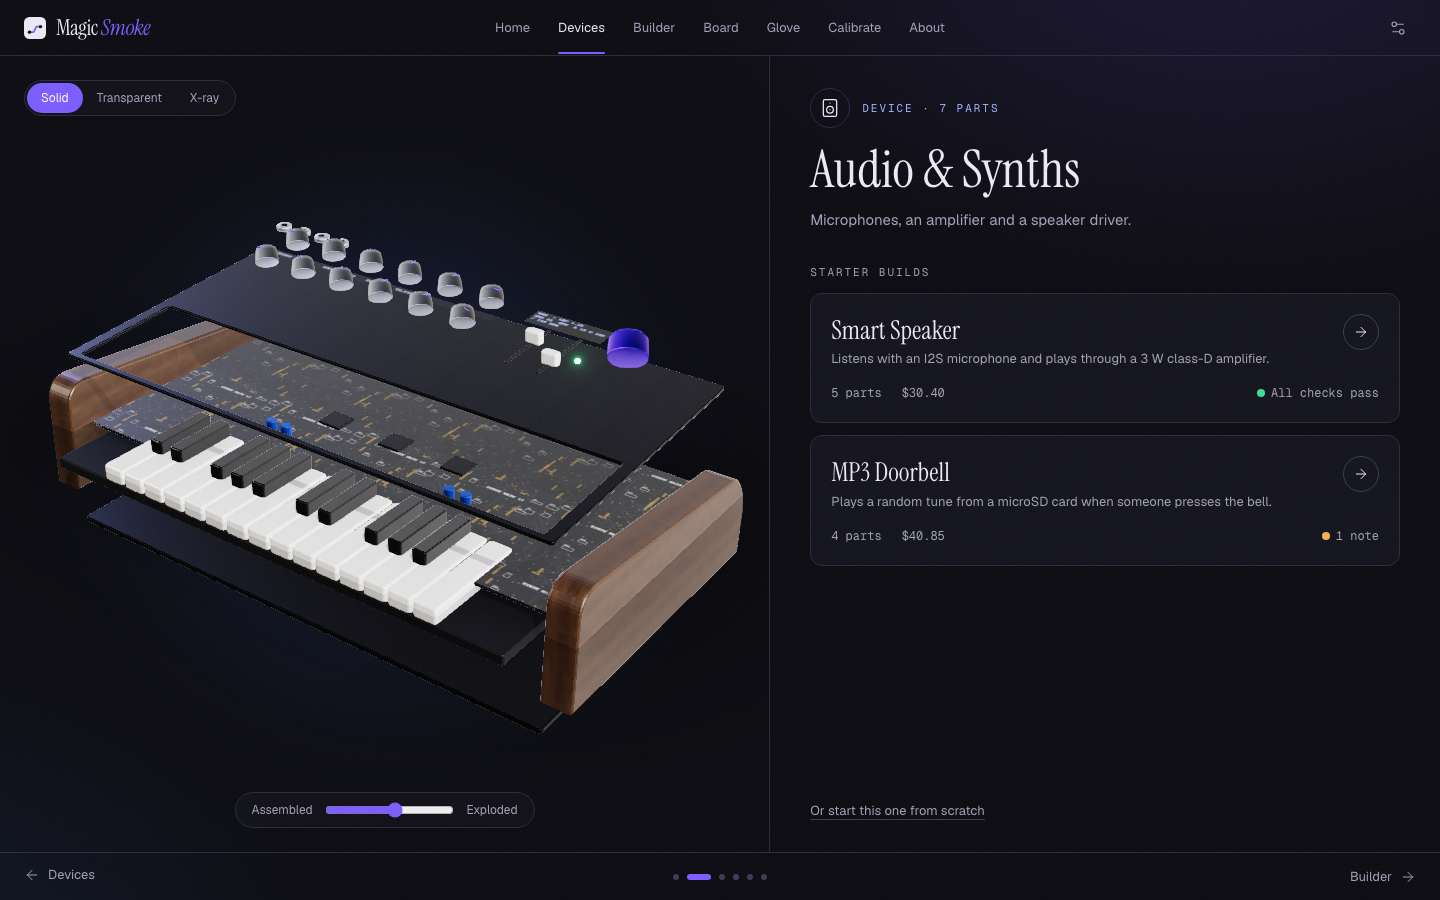 Magic Smoke
Home Devices Builder Board Glove Calibrate About
Solid Transparent X-ray
DEVICE · 7 PARTS
Audio & Synths
Microphones, an amplifier and a speaker driver.
STARTER BUILDS
Smart Speaker
Listens with an I2S microphone and plays through a 3 W class-D amplifier.
5 parts $30.40 All checks pass
MP3 Doorbell
Plays a random tune from a microSD card when someone presses the bell.
4 parts $40.85 1 note
Assembled Exploded
Or start this one from scratch
Devices Builder